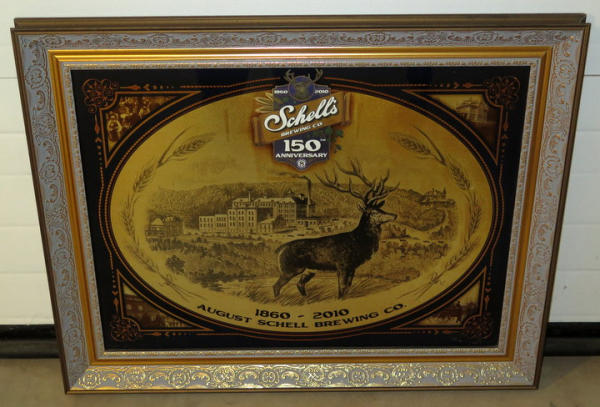 1860 2010
Schell's
BREWING CO.
150TH
ANNIVERSARY
1860 - 2010
AUGUST SCHELL BREWING CO.